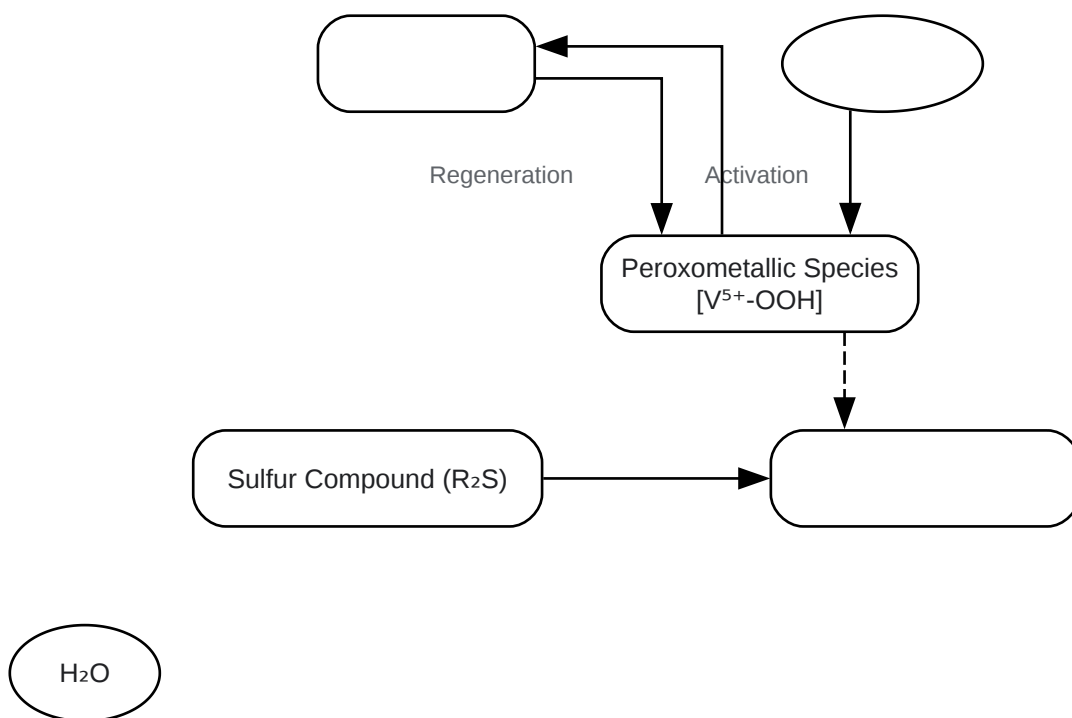 Regeneration
Activation
Peroxometallic Species
[V⁵⁺-OOH]
Sulfur Compound (R₂S)
H₂O